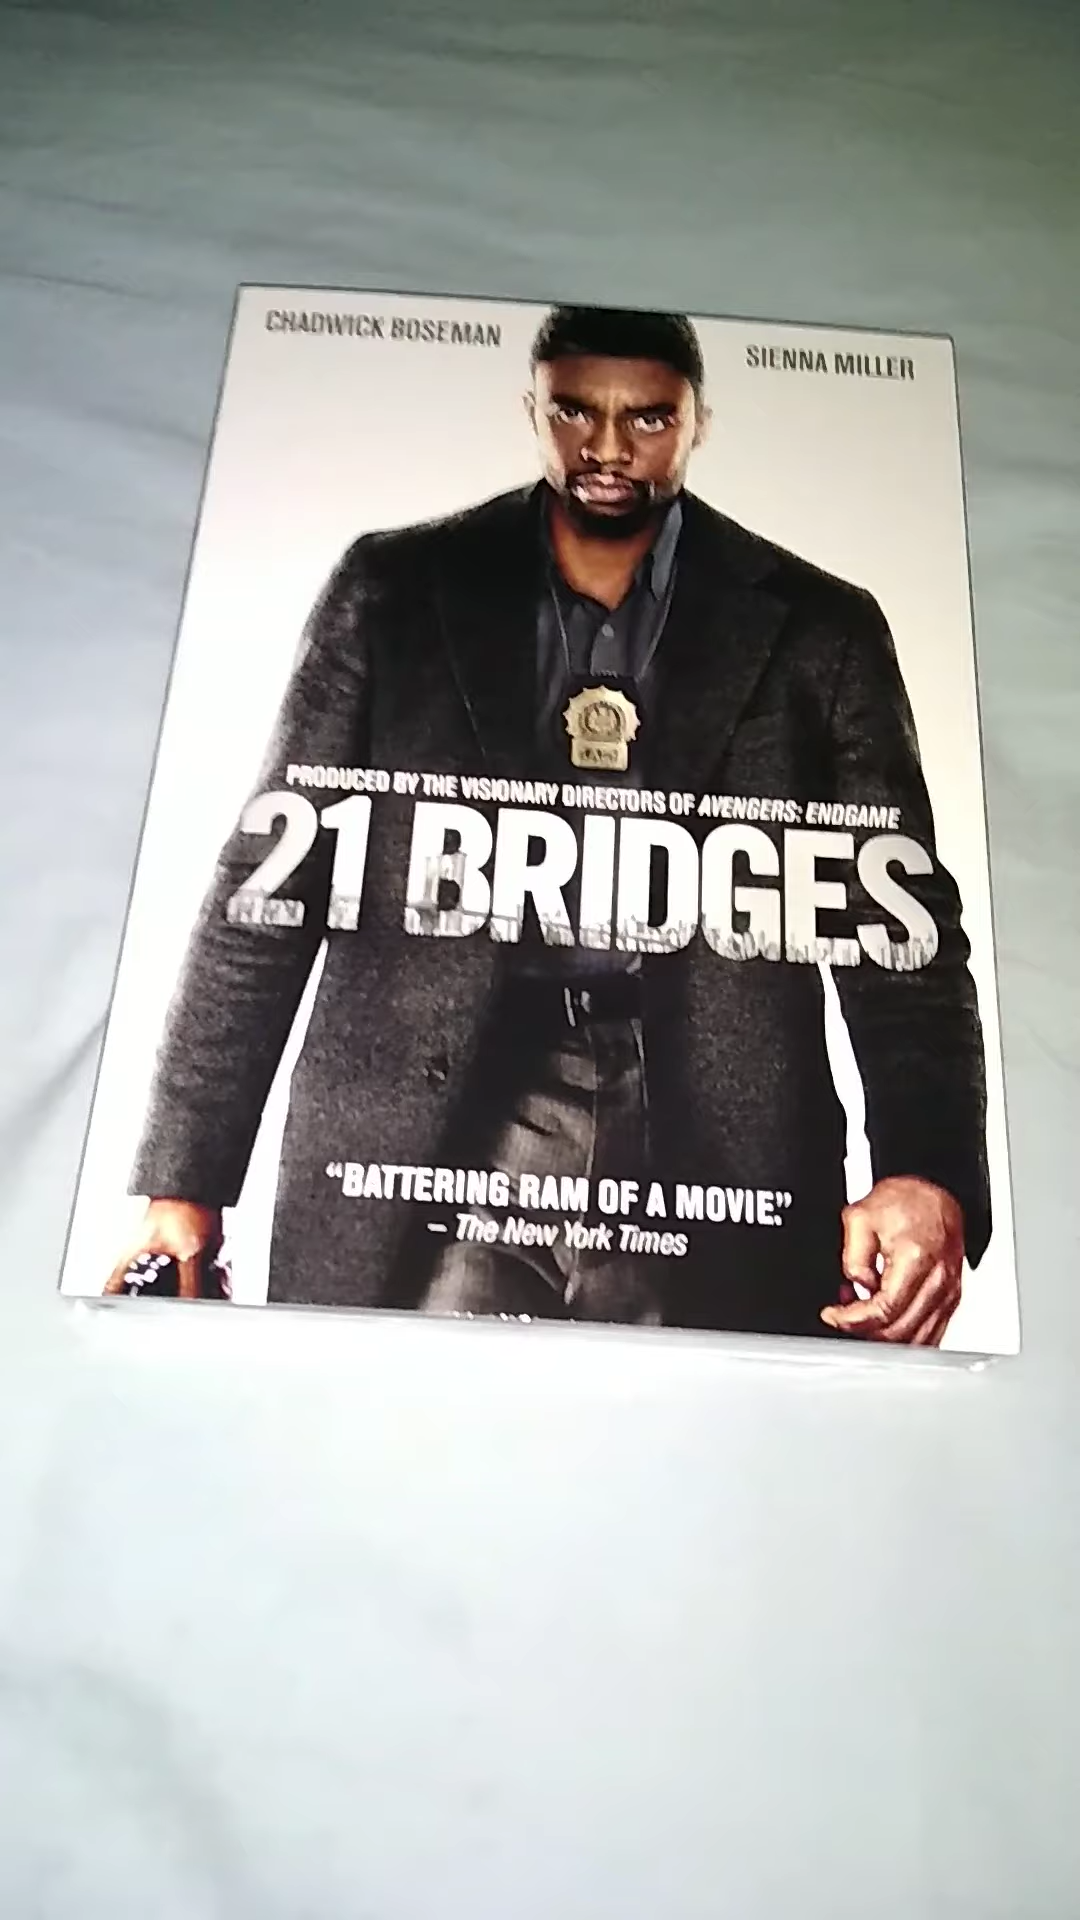 CHADWICK BOSEMAN
SIENNA MILLER
PRODUCED BY THE VISIONARY DIRECTORS OF AVENGERS: ENDGAME
21 BRIDGES
“BATTERING RAM OF A MOVIE.”
– The New York Times